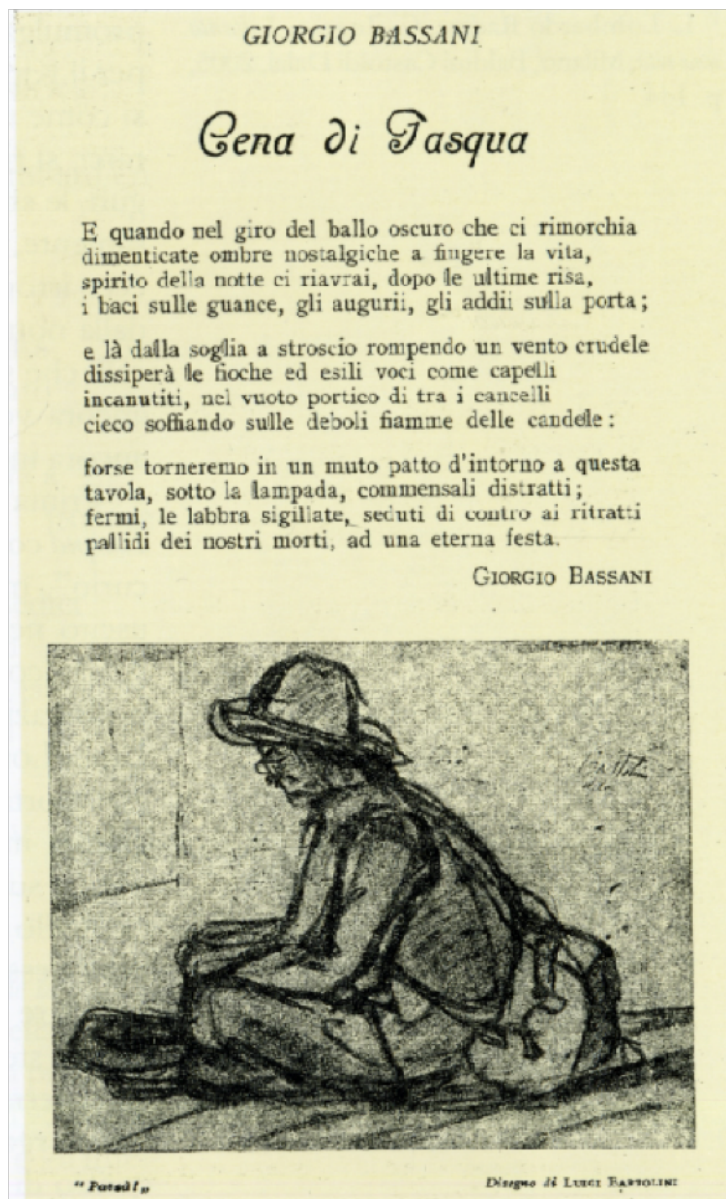 GIORGIO BASSANI
Cena di Pasqua
E quando nel giro del ballo oscuro che ci rimorchia
dimenticate ombre nostalgiche a fingere la vita,
spirito della notte ci riavrai, dopo le ultime risa,
i baci sulle guance, gli augurii, gli addii sulla porta;
e là dalla soglia a stroscio rompendo un vento crudele
dissiperà le fioche ed esili voci come capelli
incanutiti, nel vuoto portico di tra i cancelli
cieco soffiando sulle deboli fiamme delle candele:
forse torneremo in un muto patto d'intorno a questa
tavola, sotto la lampada, commensali distratti;
fermi, le labbra sigillate, seduti di contro ai ritratti
pallidi dei nostri morti, ad una eterna festa.
GIORGIO BASSANI
Disegno di LUIGI BARTOLINI